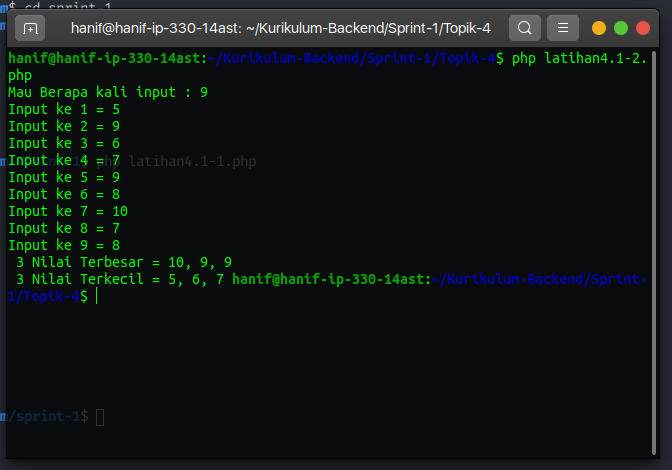 m$ cd sprint-1
hanif@hanif-ip-330-14ast: ~/Kurikulum-Backend/Sprint-1/Topik-4
hanif@hanif-ip-330-14ast:~/Kurikulum-Backend/Sprint-1/Topik-4$ php latihan4.1-2.
php
Mau Berapa kali input : 9
Input ke 1 = 5
Input ke 2 = 9
Input ke 3 = 6
Input ke 4 = 7
php latihan4.1-1.php
Input ke 5 = 9
Input ke 6 = 8
Input ke 7 = 10
Input ke 8 = 7
Input ke 9 = 8
3 Nilai Terbesar = 10, 9, 9
3 Nilai Terkecil = 5, 6, 7 hanif@hanif-ip-330-14ast:~/Kurikulum-Backend/Sprint-
1/Topik-4$
m/sprint-1$